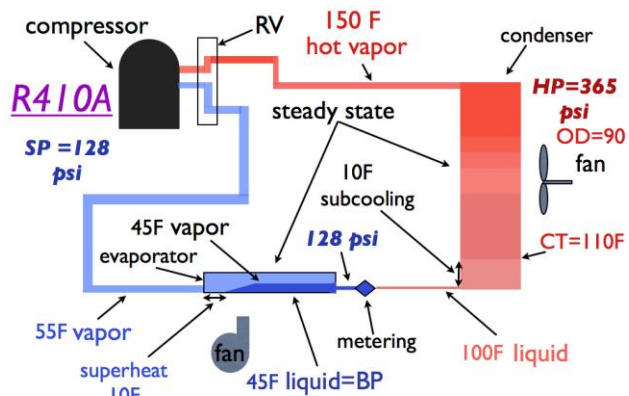 compressor
RV
150 F
hot vapor
condenser
R410A
HP=365
psi
steady state
OD=90
SP =128
psi
fan
10F
subcooling
45F vapor
128 psi
CT=110F
evaporator
55F vapor
fan
metering
100F liquid
superheat
10F
45F liquid=BP